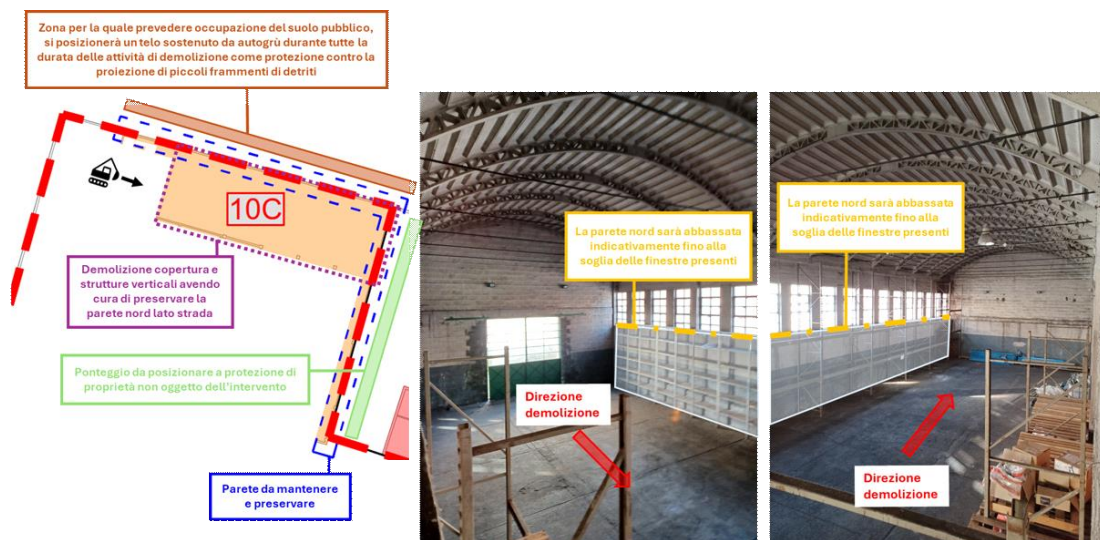 Zona per la quale prevedere occupazione del suolo pubblico,
si posizionerà un telo sostenuto da autogrù durante tutte la
durata delle attività di demolizione come protezione contro la
proiezione di piccoli frammenti di detriti
10C
Demolizione copertura e
strutture verticali avendo
cura di preservare la
parete nord lato strada
Ponteggio da posizionare a protezione di
proprietà non oggetto dell'intervento
Parete da mantenere
e preservare
La parete nord sarà abbassata
indicativamente fino alla
soglia delle finestre presenti
Direzione
demolizione
La parete nord sarà abbassata
indicativamente fino alla
soglia delle finestre presenti
Direzione
demolizione